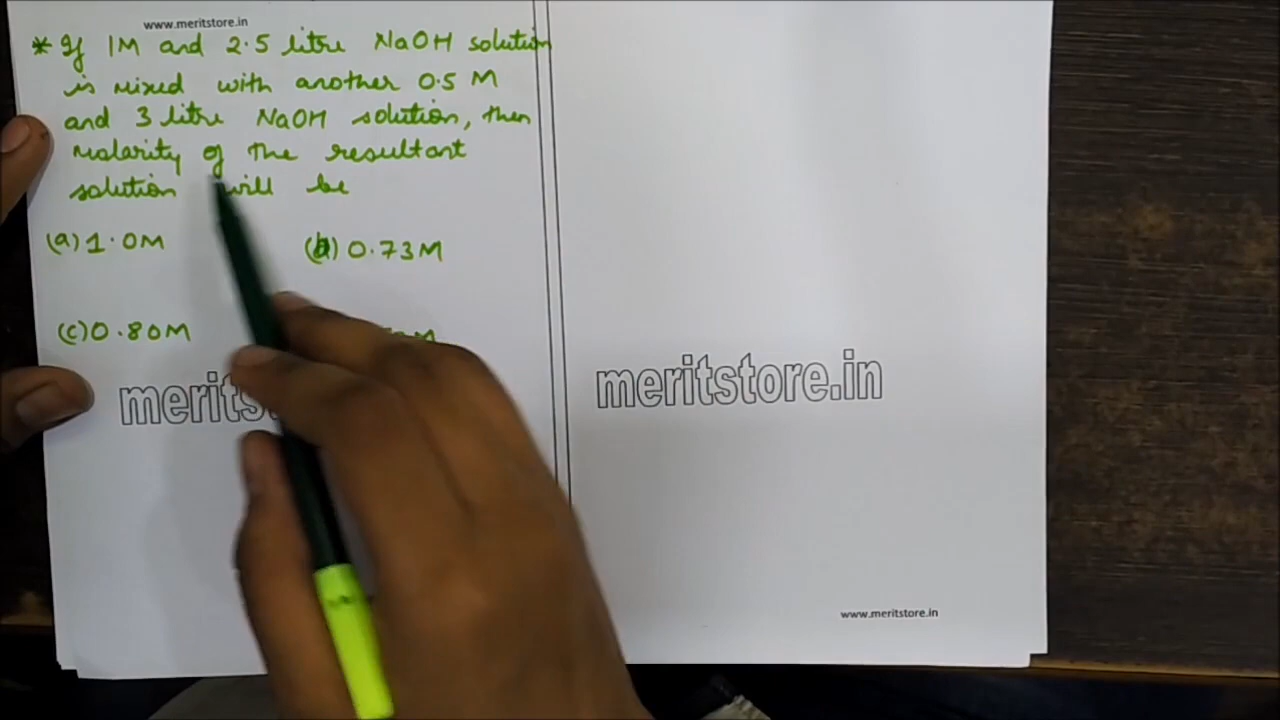 www.meritstore.in
* If 1M and 2.5 litre NaOH solution
is mixed with another 0.5 M
and 3 litre NaOH solution, then
molarity of the resultant
solution will be
(a) 1.0M (b) 0.73M
(c) 0.80M
meritstore.in
www.meritstore.in